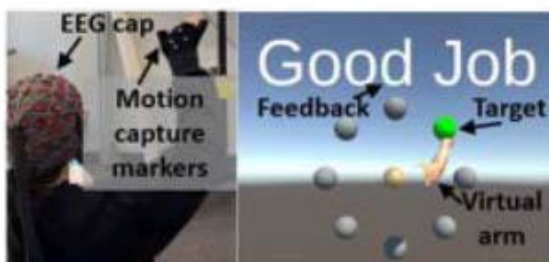 EEG cap
Motion
capture
markers
Good Job
Feedback
Target
Virtual
arm